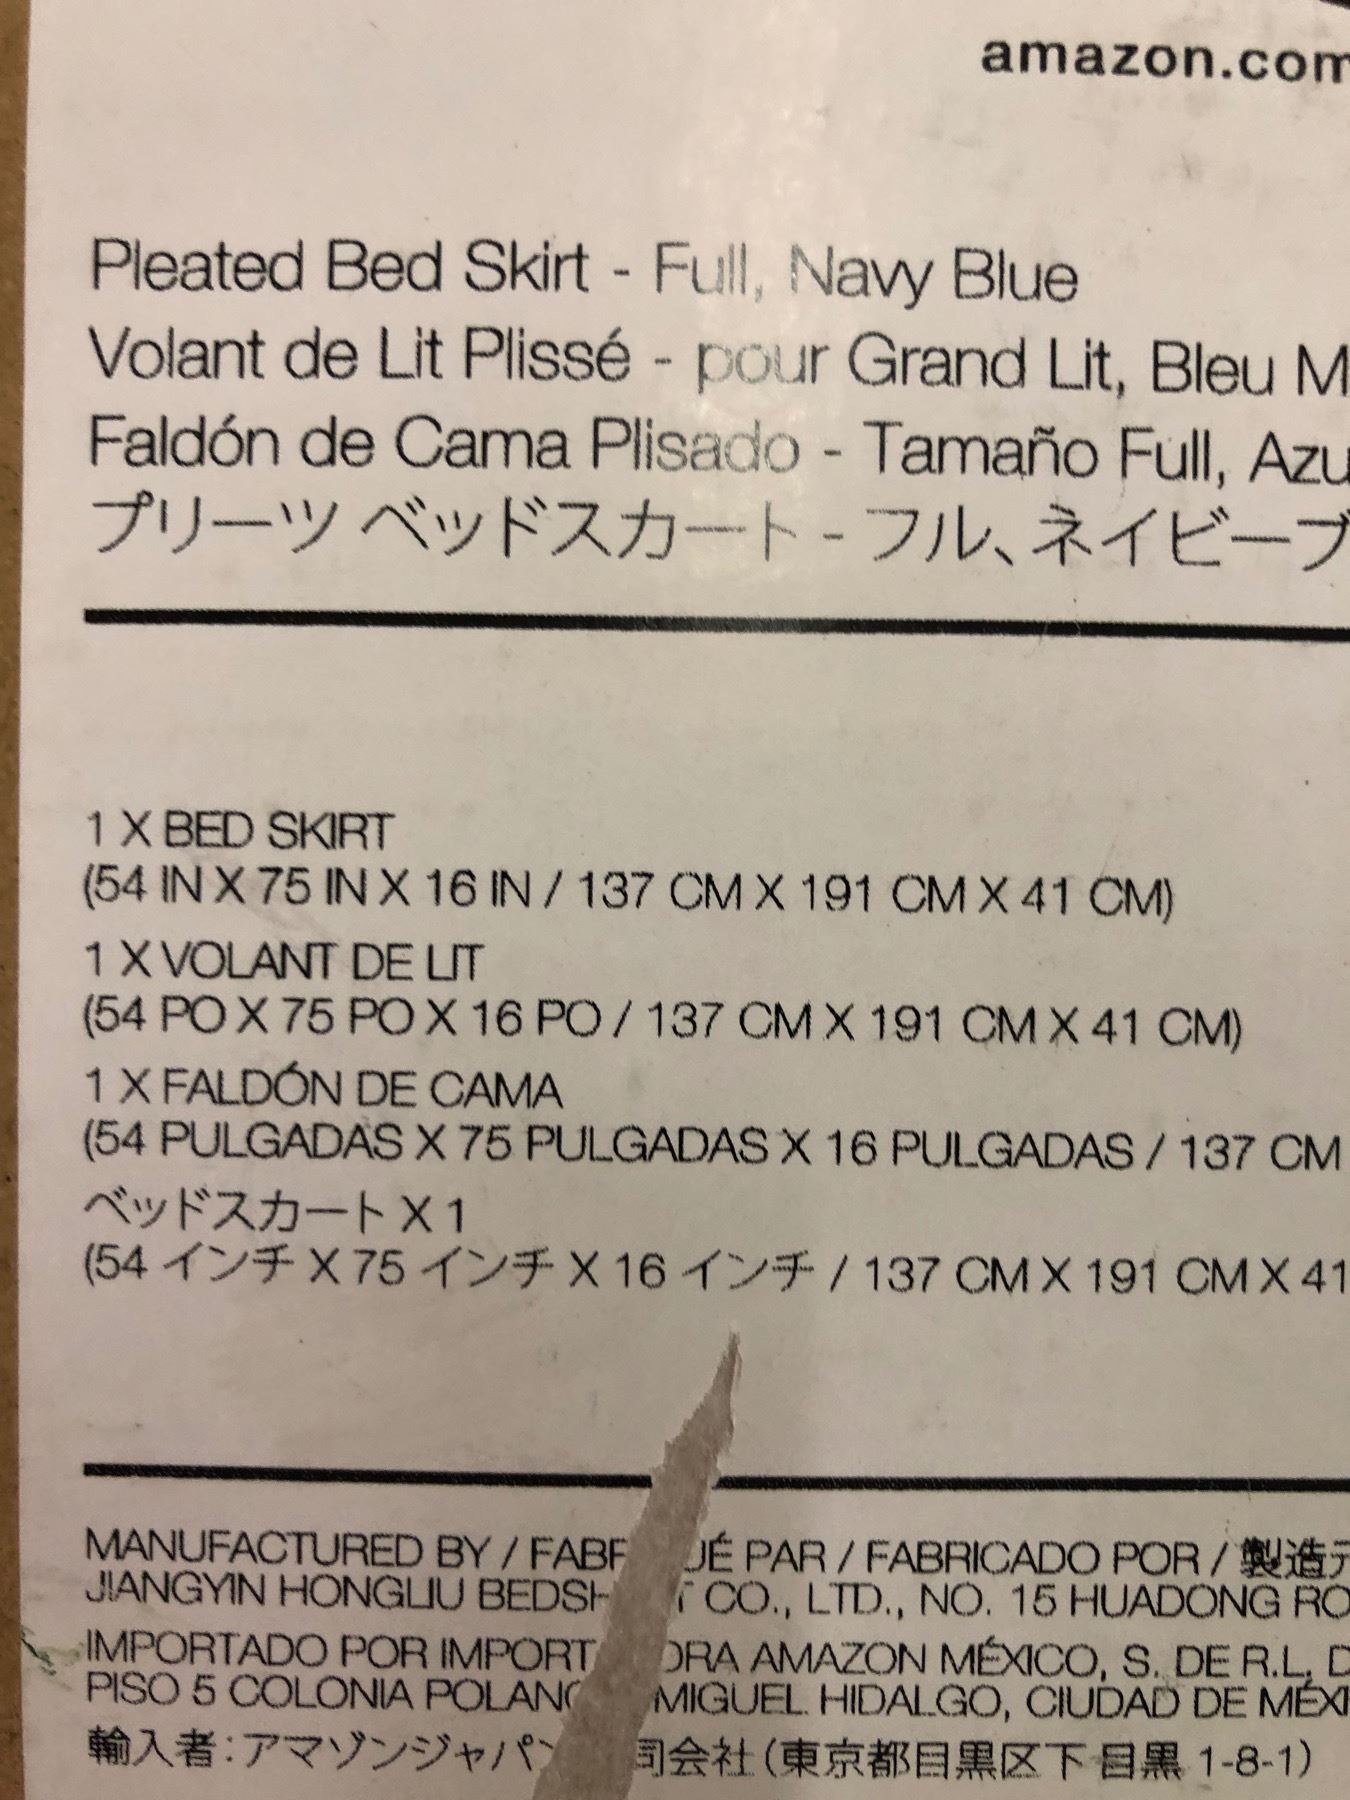 amazon.com
Pleated Bed Skirt - Full, Navy Blue
Volant de Lit Plissé - pour Grand Lit, Bleu
Faldón de Cama Plisado - Tamaño Full,
プリーツ ベッドスカート - フル、ネイビーブ
1 X BED SKIRT
(54 IN X 75 IN X 16 IN / 137 CM X 191 CM X 41 CM)
1 X VOLANT DE LIT
(54 PO X 75 PO X 16 PO / 137 CM X 191 CM X 41 CM)
1 X FALDÓN DE CAMA
(54 PULGADAS X 75 PULGADAS X 16 PULGADAS / 137 CM
ベッドスカート X 1
(54 インチ X 75 インチ X 16 インチ / 137 CM X 191 CM X 41
MANUFACTURED BY / PAR / FABRICADO POR / 製造元
JIANGYIN HONGLIU CO., LTD., NO. 15 HUADONG
IMPORTADO POR AMAZON MÉXICO, S. DE R.L.
PISO 5 COLONIA MIGUEL HIDALGO, CIUDAD DE
輸入者:アマゾンジャパン 会社 (東京都目黒区下目黒 1-8-1)